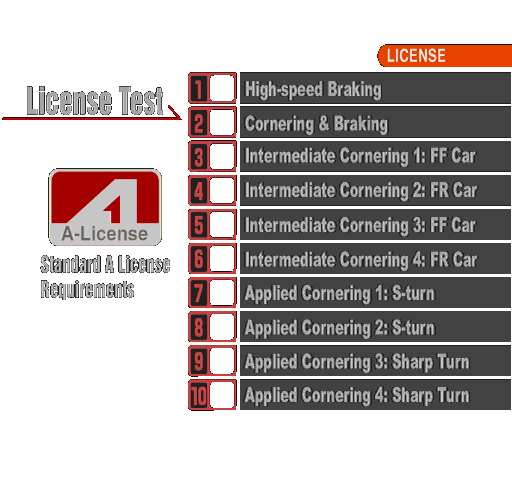 LICENSE
License Test
A-License
Standard A License
Requirements
1 High-speed Braking
2 Cornering & Braking
3 Intermediate Cornering 1: FF Car
4 Intermediate Cornering 2: FR Car
5 Intermediate Cornering 3: FF Car
6 Intermediate Cornering 4: FR Car
7 Applied Cornering 1: S-turn
8 Applied Cornering 2: S-turn
9 Applied Cornering 3: Sharp Turn
10 Applied Cornering 4: Sharp Turn